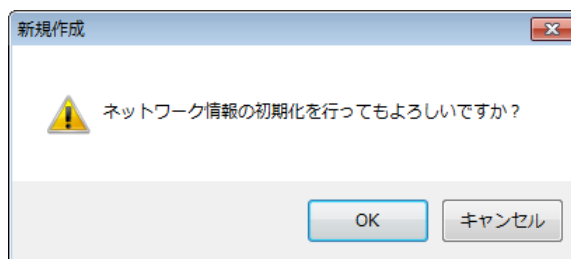 新規作成
ネットワーク情報の初期化を行ってもよろしいですか？
OK
キャンセル